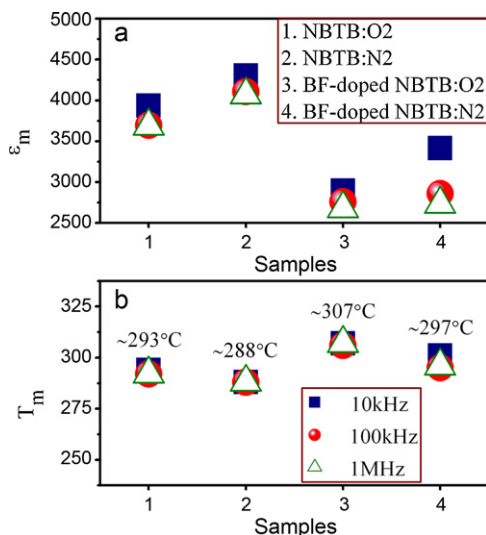 a
1. NBTB:O2
2. NBTB:N2
3. BF-doped NBTB:O2
4. BF-doped NBTB:N2
5000
4500
4000
3500
3000
2500
εm
1 2 3 4
Samples
b
~293°C
~288°C
~307°C
~297°C
325
300
275
250
Tm
10kHz
100kHz
1MHz
1 2 3 4
Samples